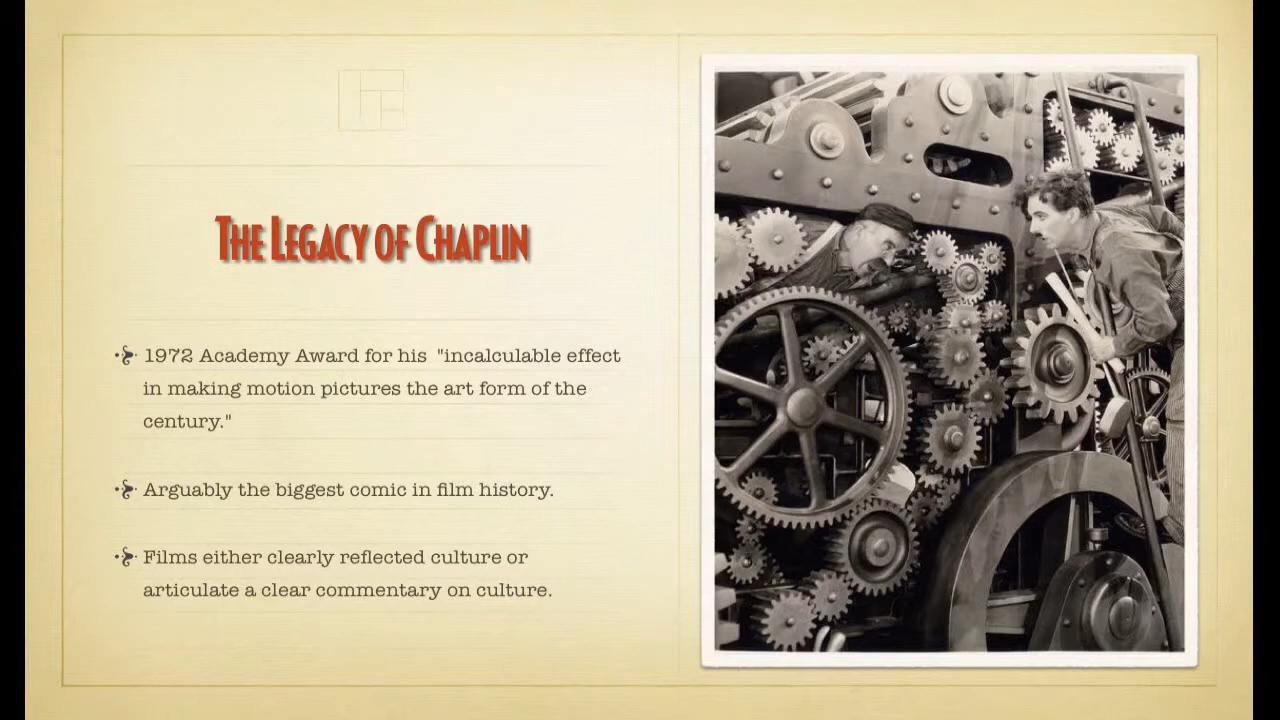 The Legacy of Chaplin
1972 Academy Award for his "incalculable effect
in making motion pictures the art form of the
century."
Arguably the biggest comic in film history.
Films either clearly reflected culture or
articulate a clear commentary on culture.